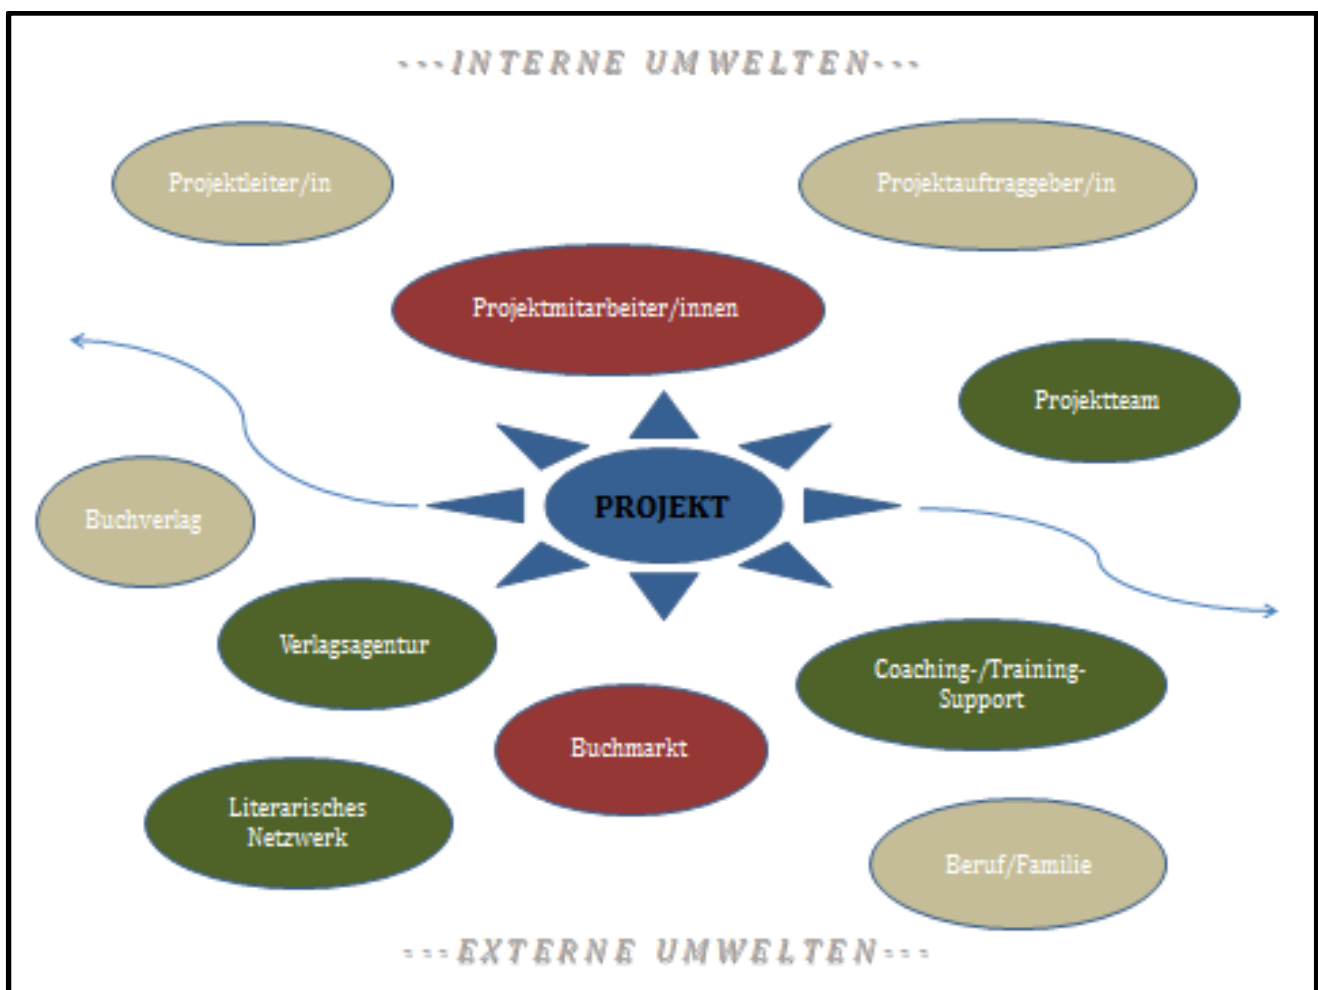 ---INTERNE UMWELTEN---
Projektleiter/in
Projektauftraggeber/in
Projektmitarbeiter/innen
Projektteam
PROJEKT
Buchverlag
Verlagsagentur
Coaching-/Training-
Support
Buchmarkt
Literarisches
Netzwerk
Beruf/Familie
---EXTERNE UMWELTEN---